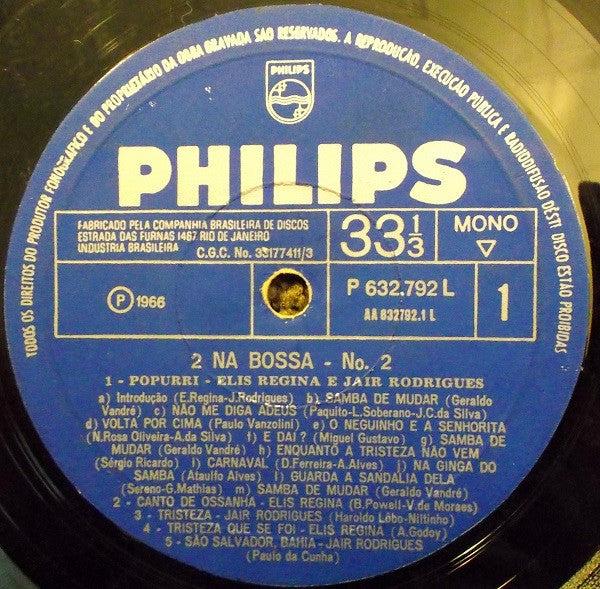 TODOS OS DIREITOS DO PRODUTOR FONOGRÁFICO E DO PROPRIETÁRIO DA OBRA GRAVADA SÃO RESERVADOS. A REPRODUÇÃO, EXECUÇÃO PÚBLICA E RADIODIFUSÃO DÊSTE DISCO ESTÃO PROIBIDAS
PHILIPS
PHILIPS
FABRICADO PELA COMPANHIA BRASILEIRA DE DISCOS
ESTRADA DAS FURNAS 1467 RIO DE JANEIRO
INDUSTRIA BRASILEIRA C.G.C. No. 33177411/3
33 1/3
MONO
Ⓟ 1966
P 632.792 L
AA 632792.1 L
1
2 NA BOSSA - No. 2
1 - POPURRI - ELIS REGINA E JAIR RODRIGUES
a) Introdução (E.Regina-J.Rodrigues) b) SAMBA DE MUDAR (Geraldo
Vandré) c) NÃO ME DIGA ADEUS (Paquito-L.Soberano-J.C.da Silva)
d) VOLTA POR CIMA (Paulo Vanzolini) e) O NEGUINHO E A SENHORITA
(N.Rosa Oliveira-A.da Silva) f) E DAI ? (Miguel Gustavo) g) SAMBA DE
MUDAR (Geraldo Vandré) h) ENQUANTO A TRISTEZA NÃO VEM
(Sérgio Ricardo) i) CARNAVAL (D.Ferreira-A.Alves) j) NA GINGA DO
SAMBA (Ataulfo Alves) l) GUARDA A SANDALIA DELA
(Sereno-G.Mathias) m) SAMBA DE MUDAR (Geraldo Vandré)
2 - CANTO DE OSSANHA - ELIS REGINA (B.Powell-V.de Moraes)
3 - TRISTEZA - JAIR RODRIGUES (Haroldo Lôbo-Niltinho)
4 - TRISTEZA QUE SE FOI - ELIS REGINA (A.Godoy)
5 - SÃO SALVADOR, BAHIA - JAIR RODRIGUES
(Paulo da Cunha)